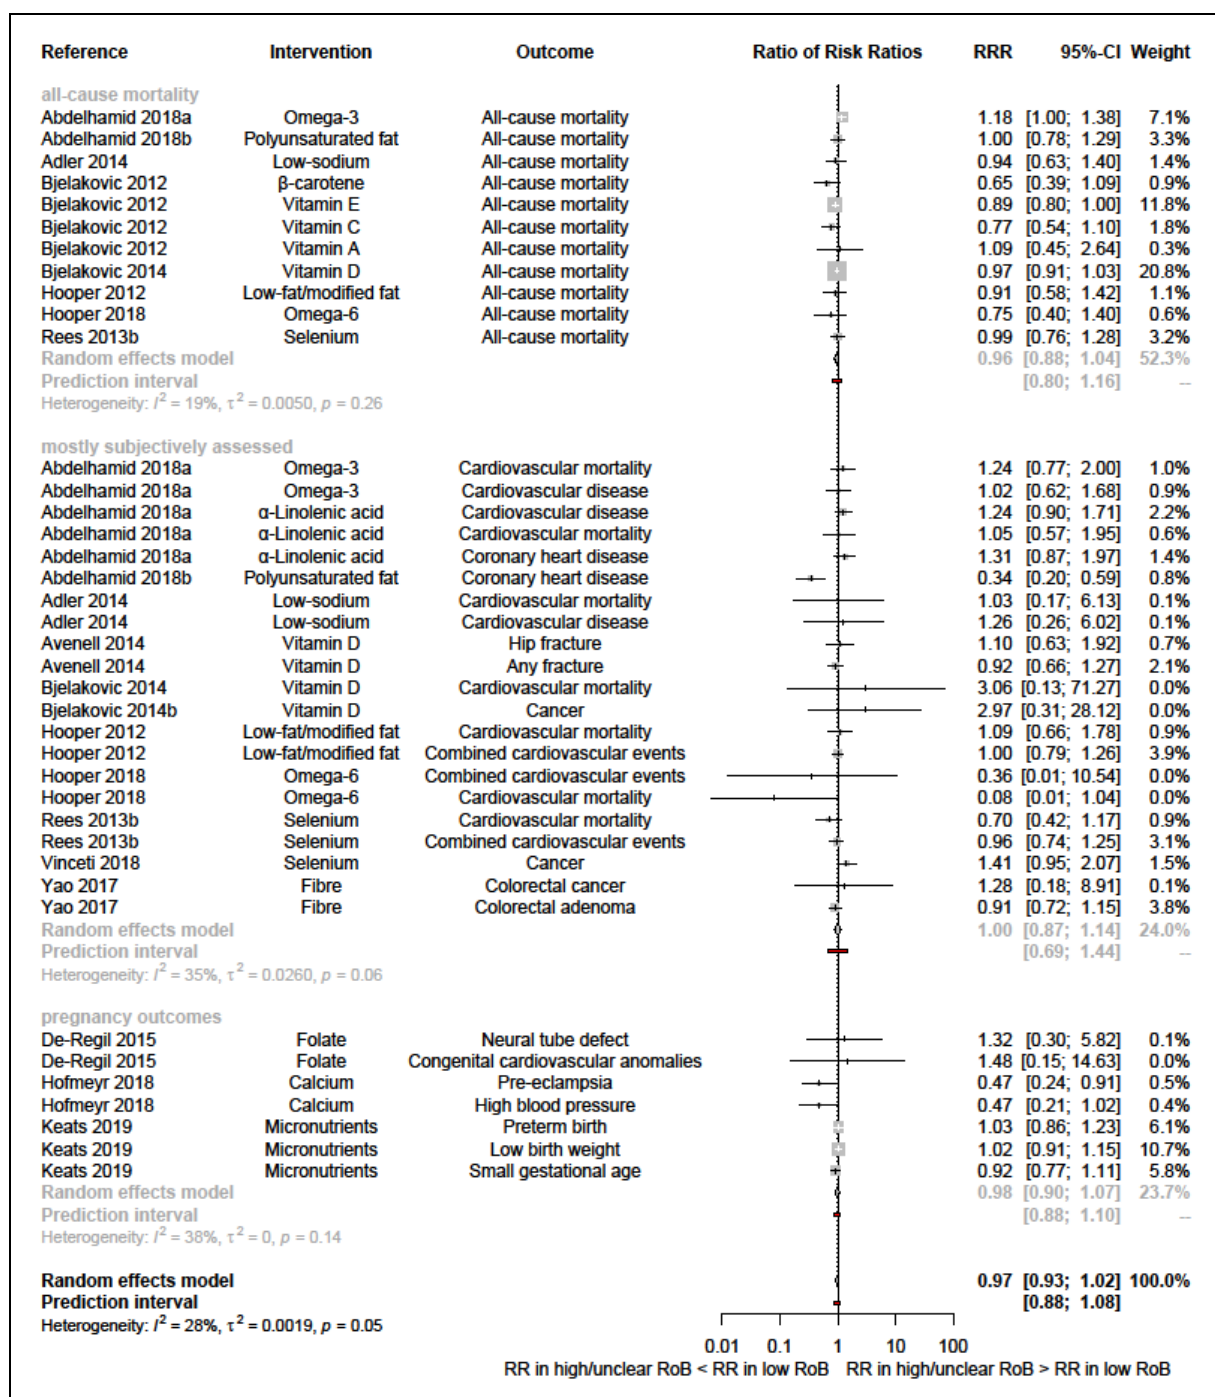 Reference Intervention Outcome Ratio of Risk Ratios RRR 95%-CI Weight
all-cause mortality
Abdelhamid 2018a Omega-3 All-cause mortality 1.18 [1.00; 1.38] 7.1%
Abdelhamid 2018b Polyunsaturated fat All-cause mortality 1.00 [0.78; 1.29] 3.3%
Adler 2014 Low-sodium All-cause mortality 0.94 [0.63; 1.40] 1.4%
Bjelakovic 2012 β-carotene All-cause mortality 0.65 [0.39; 1.09] 0.9%
Bjelakovic 2012 Vitamin E All-cause mortality 0.89 [0.80; 1.00] 11.8%
Bjelakovic 2012 Vitamin C All-cause mortality 0.77 [0.54; 1.10] 1.8%
Bjelakovic 2012 Vitamin A All-cause mortality 1.09 [0.45; 2.64] 0.3%
Bjelakovic 2014 Vitamin D All-cause mortality 0.97 [0.91; 1.03] 20.8%
Hooper 2012 Low-fat/modified fat All-cause mortality 0.91 [0.58; 1.42] 1.1%
Hooper 2018 Omega-6 All-cause mortality 0.75 [0.40; 1.40] 0.6%
Rees 2013b Selenium All-cause mortality 0.99 [0.76; 1.28] 3.2%
Random effects model 0.96 [0.88; 1.04] 52.3%
Prediction interval [0.80; 1.16] --
Heterogeneity: I² = 19%, τ² = 0.0050, p = 0.26
mostly subjectively assessed
Abdelhamid 2018a Omega-3 Cardiovascular mortality 1.24 [0.77; 2.00] 1.0%
Abdelhamid 2018a Omega-3 Cardiovascular disease 1.02 [0.62; 1.68] 0.9%
Abdelhamid 2018a α-Linolenic acid Cardiovascular disease 1.24 [0.90; 1.71] 2.2%
Abdelhamid 2018a α-Linolenic acid Cardiovascular mortality 1.05 [0.57; 1.95] 0.6%
Abdelhamid 2018a α-Linolenic acid Coronary heart disease 1.31 [0.87; 1.97] 1.4%
Abdelhamid 2018b Polyunsaturated fat Coronary heart disease 0.34 [0.20; 0.59] 0.8%
Adler 2014 Low-sodium Cardiovascular mortality 1.03 [0.17; 6.13] 0.1%
Adler 2014 Low-sodium Cardiovascular disease 1.26 [0.26; 6.02] 0.1%
Avenell 2014 Vitamin D Hip fracture 1.10 [0.63; 1.92] 0.7%
Avenell 2014 Vitamin D Any fracture 0.92 [0.66; 1.27] 2.1%
Bjelakovic 2014 Vitamin D Cardiovascular mortality 3.06 [0.13; 71.27] 0.0%
Bjelakovic 2014b Vitamin D Cancer 2.97 [0.31; 28.12] 0.0%
Hooper 2012 Low-fat/modified fat Cardiovascular mortality 1.09 [0.66; 1.78] 0.9%
Hooper 2012 Low-fat/modified fat Combined cardiovascular events 1.00 [0.79; 1.26] 3.9%
Hooper 2018 Omega-6 Combined cardiovascular events 0.36 [0.01; 10.54] 0.0%
Hooper 2018 Omega-6 Cardiovascular mortality 0.08 [0.01; 1.04] 0.0%
Rees 2013b Selenium Cardiovascular mortality 0.70 [0.42; 1.17] 0.9%
Rees 2013b Selenium Combined cardiovascular events 0.96 [0.74; 1.25] 3.1%
Vinceti 2018 Selenium Cancer 1.41 [0.95; 2.07] 1.5%
Yao 2017 Fibre Colorectal cancer 1.28 [0.18; 8.91] 0.1%
Yao 2017 Fibre Colorectal adenoma 0.91 [0.72; 1.15] 3.8%
Random effects model 1.00 [0.87; 1.14] 24.0%
Prediction interval [0.69; 1.44] --
Heterogeneity: I² = 35%, τ² = 0.0260, p = 0.06
pregnancy outcomes
De-Regil 2015 Folate Neural tube defect 1.32 [0.30; 5.82] 0.1%
De-Regil 2015 Folate Congenital cardiovascular anomalies 1.48 [0.15; 14.63] 0.0%
Hofmeyr 2018 Calcium Pre-eclampsia 0.47 [0.24; 0.91] 0.5%
Hofmeyr 2018 Calcium High blood pressure 0.47 [0.21; 1.02] 0.4%
Keats 2019 Micronutrients Preterm birth 1.03 [0.86; 1.23] 6.1%
Keats 2019 Micronutrients Low birth weight 1.02 [0.91; 1.15] 10.7%
Keats 2019 Micronutrients Small gestational age 0.92 [0.77; 1.11] 5.8%
Random effects model 0.98 [0.90; 1.07] 23.7%
Prediction interval [0.88; 1.10] --
Heterogeneity: I² = 38%, τ² = 0, p = 0.14
Random effects model 0.97 [0.93; 1.02] 100.0%
Prediction interval [0.88; 1.08]
Heterogeneity: I² = 28%, τ² = 0.0019, p = 0.05
0.01 0.1 1 10 100
RR in high/unclear RoB < RR in low RoB RR in high/unclear RoB > RR in low RoB